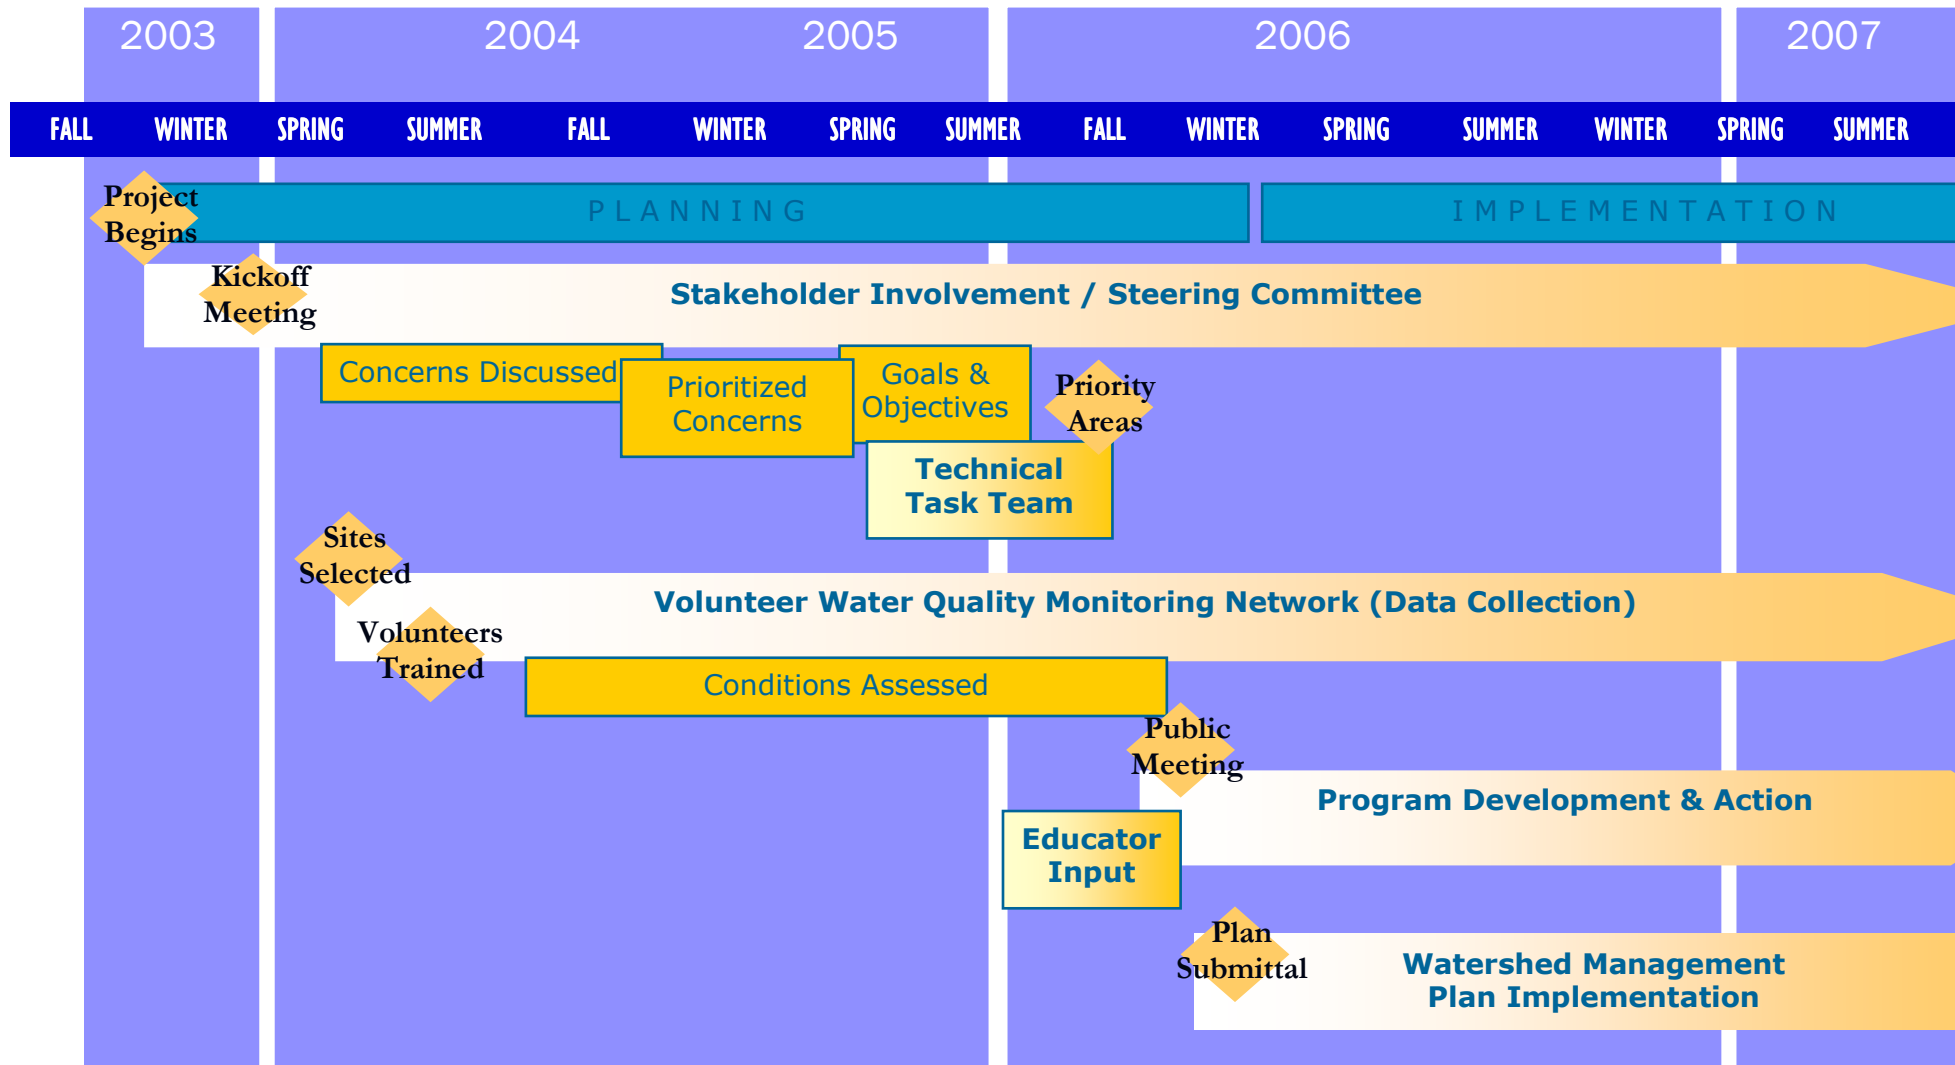 2003 2004 2005 2006 2007
FALL WINTER SPRING SUMMER FALL WINTER SPRING SUMMER FALL WINTER SPRING SUMMER WINTER SPRING SUMMER
Project
Begins
PLANNING
IMPLEMENTATION
Kickoff
Meeting
Stakeholder Involvement / Steering Committee
Concerns Discussed
Prioritized
Concerns
Goals &
Objectives
Priority
Areas
Technical
Task Team
Sites
Selected
Volunteer Water Quality Monitoring Network (Data Collection)
Volunteers
Trained
Conditions Assessed
Public
Meeting
Program Development & Action
Educator
Input
Plan
Submittal
Watershed Management
Plan Implementation